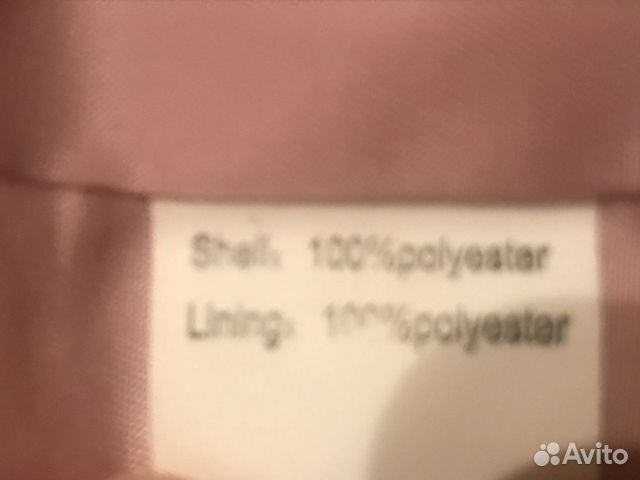 Shell: 100%polyester
Lining: 100%polyester
Avito